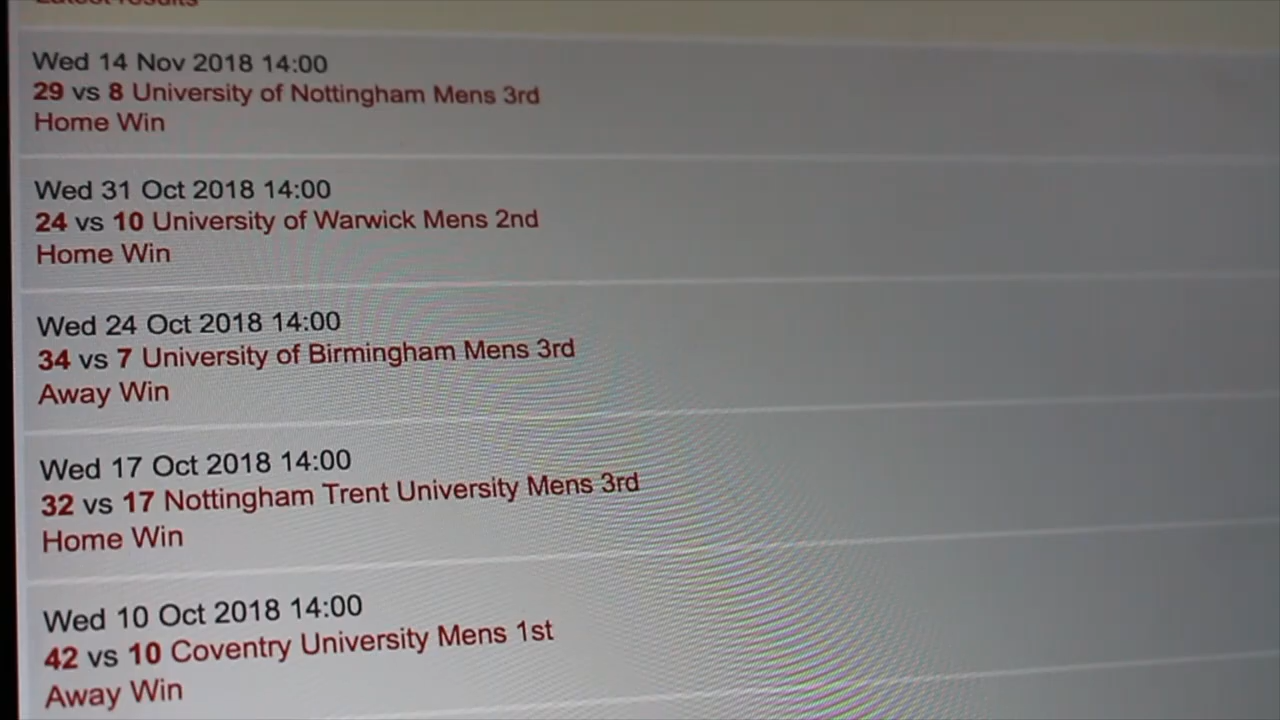 Latest results
Wed 14 Nov 2018 14:00
29 vs 8 University of Nottingham Mens 3rd
Home Win
Wed 31 Oct 2018 14:00
24 vs 10 University of Warwick Mens 2nd
Home Win
Wed 24 Oct 2018 14:00
34 vs 7 University of Birmingham Mens 3rd
Away Win
Wed 17 Oct 2018 14:00
32 vs 17 Nottingham Trent University Mens 3rd
Home Win
Wed 10 Oct 2018 14:00
42 vs 10 Coventry University Mens 1st
Away Win